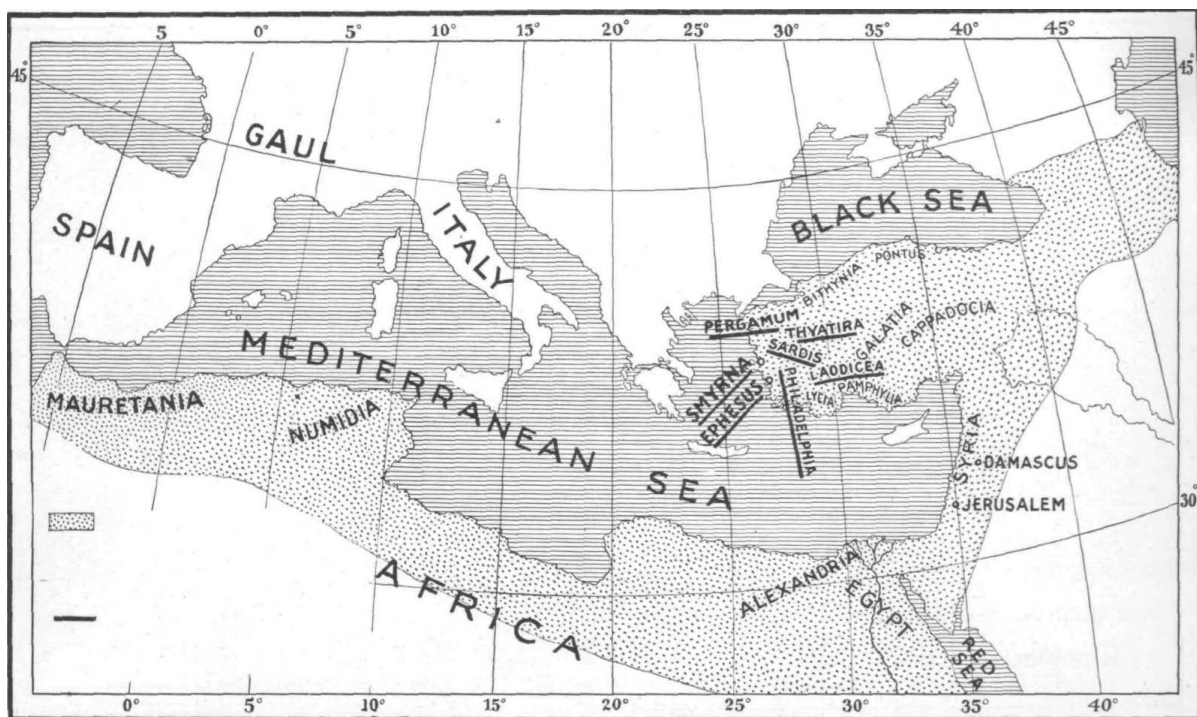 5° 0° 5° 10° 15° 20° 25° 30° 35° 40° 45°
45° 45°
GAUL
SPAIN
ITALY
BLACK SEA
PONTUS
BITHYNIA
PERGAMUM
THYATIRA
GALATIA
CAPPADOCIA
SARDIS
LAODICEA
MEDITERRANEAN SEA
SMYRNA
EPHESUS
PHILADELPHIA
LYCIA
PAMPHYLIA
MAURETANIA
NUMIDIA
SYRIA
DAMASCUS
JERUSALEM
30°
AFRICA
ALEXANDRIA
EGYPT
RED
SEA
0° 5° 10° 15° 20° 25° 30° 35° 40°